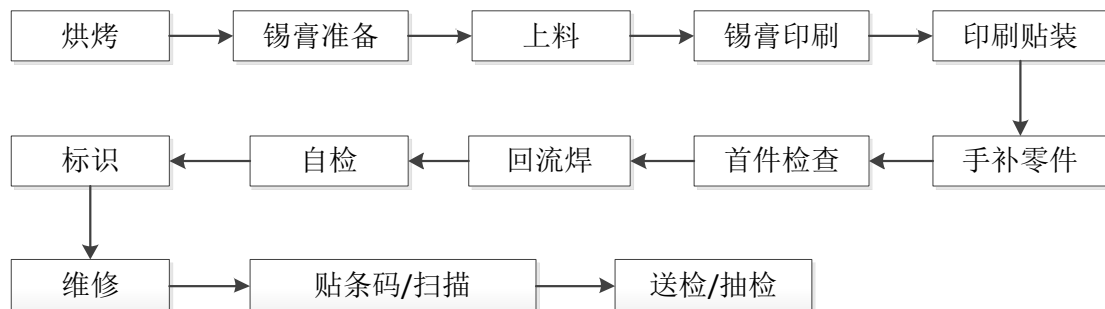 烘烤
锡膏准备
上料
锡膏印刷
印刷贴装
手补零件
首件检查
回流焊
自检
标识
维修
贴条码/扫描
送检/抽检